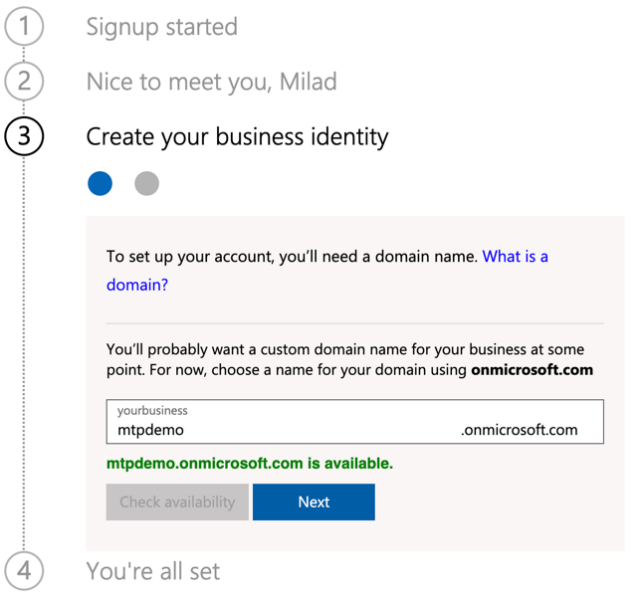 1 Signup started
2 Nice to meet you, Milad
3 Create your business identity
To set up your account, you'll need a domain name. What is a
domain?
You'll probably want a custom domain name for your business at some
point. For now, choose a name for your domain using onmicrosoft.com
yourbusiness
mtpdemo .onmicrosoft.com
mtpdemo.onmicrosoft.com is available.
Check availability Next
4 You're all set